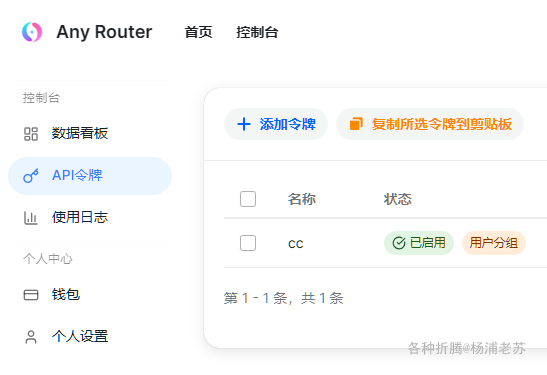 Any Router 首页 控制台
控制台
数据看板
API令牌
使用日志
个人中心
钱包
个人设置
添加令牌 复制所选令牌到剪贴板
名称 状态
cc 已启用 用户分组
第 1 - 1 条，共 1 条
各种折腾@杨浦老苏